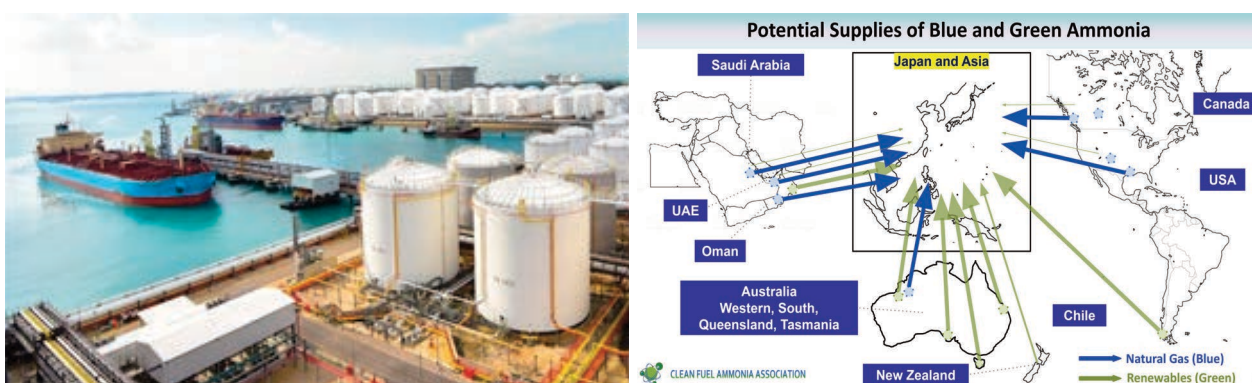 Potential Supplies of Blue and Green Ammonia
Saudi Arabia
Japan and Asia
Canada
USA
UAE
Oman
Australia
Western, South,
Queensland, Tasmania
Chile
New Zealand
CLEAN FUEL AMMONIA ASSOCIATION
Natural Gas (Blue)
Renewables (Green)